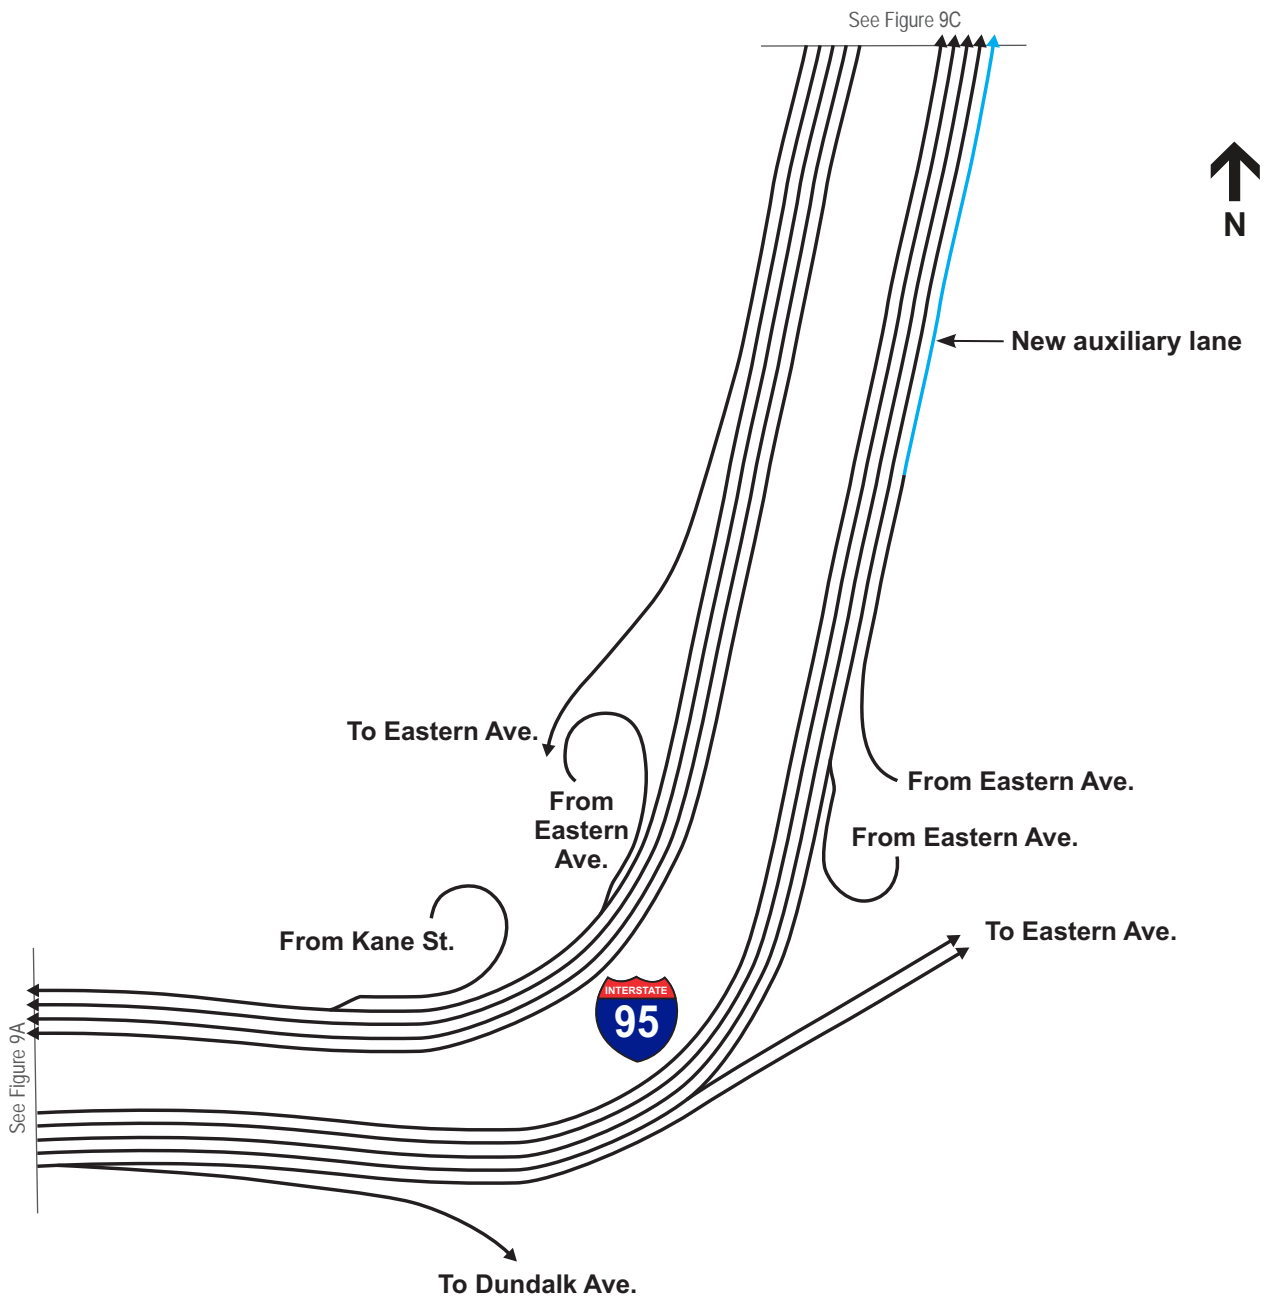 See Figure 9C
N
New auxiliary lane
To Eastern Ave.
From
Eastern
Ave.
From Eastern Ave.
From Eastern Ave.
From Kane St.
To Eastern Ave.
INTERSTATE
95
See Figure 9A
To Dundalk Ave.